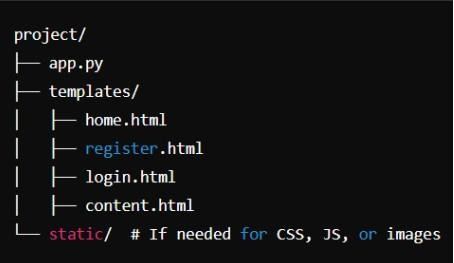 project/
├── app.py
├── templates/
│   ├── home.html
│   ├── register.html
│   ├── login.html
│   ├── content.html
└── static/  # If needed for CSS, JS, or images